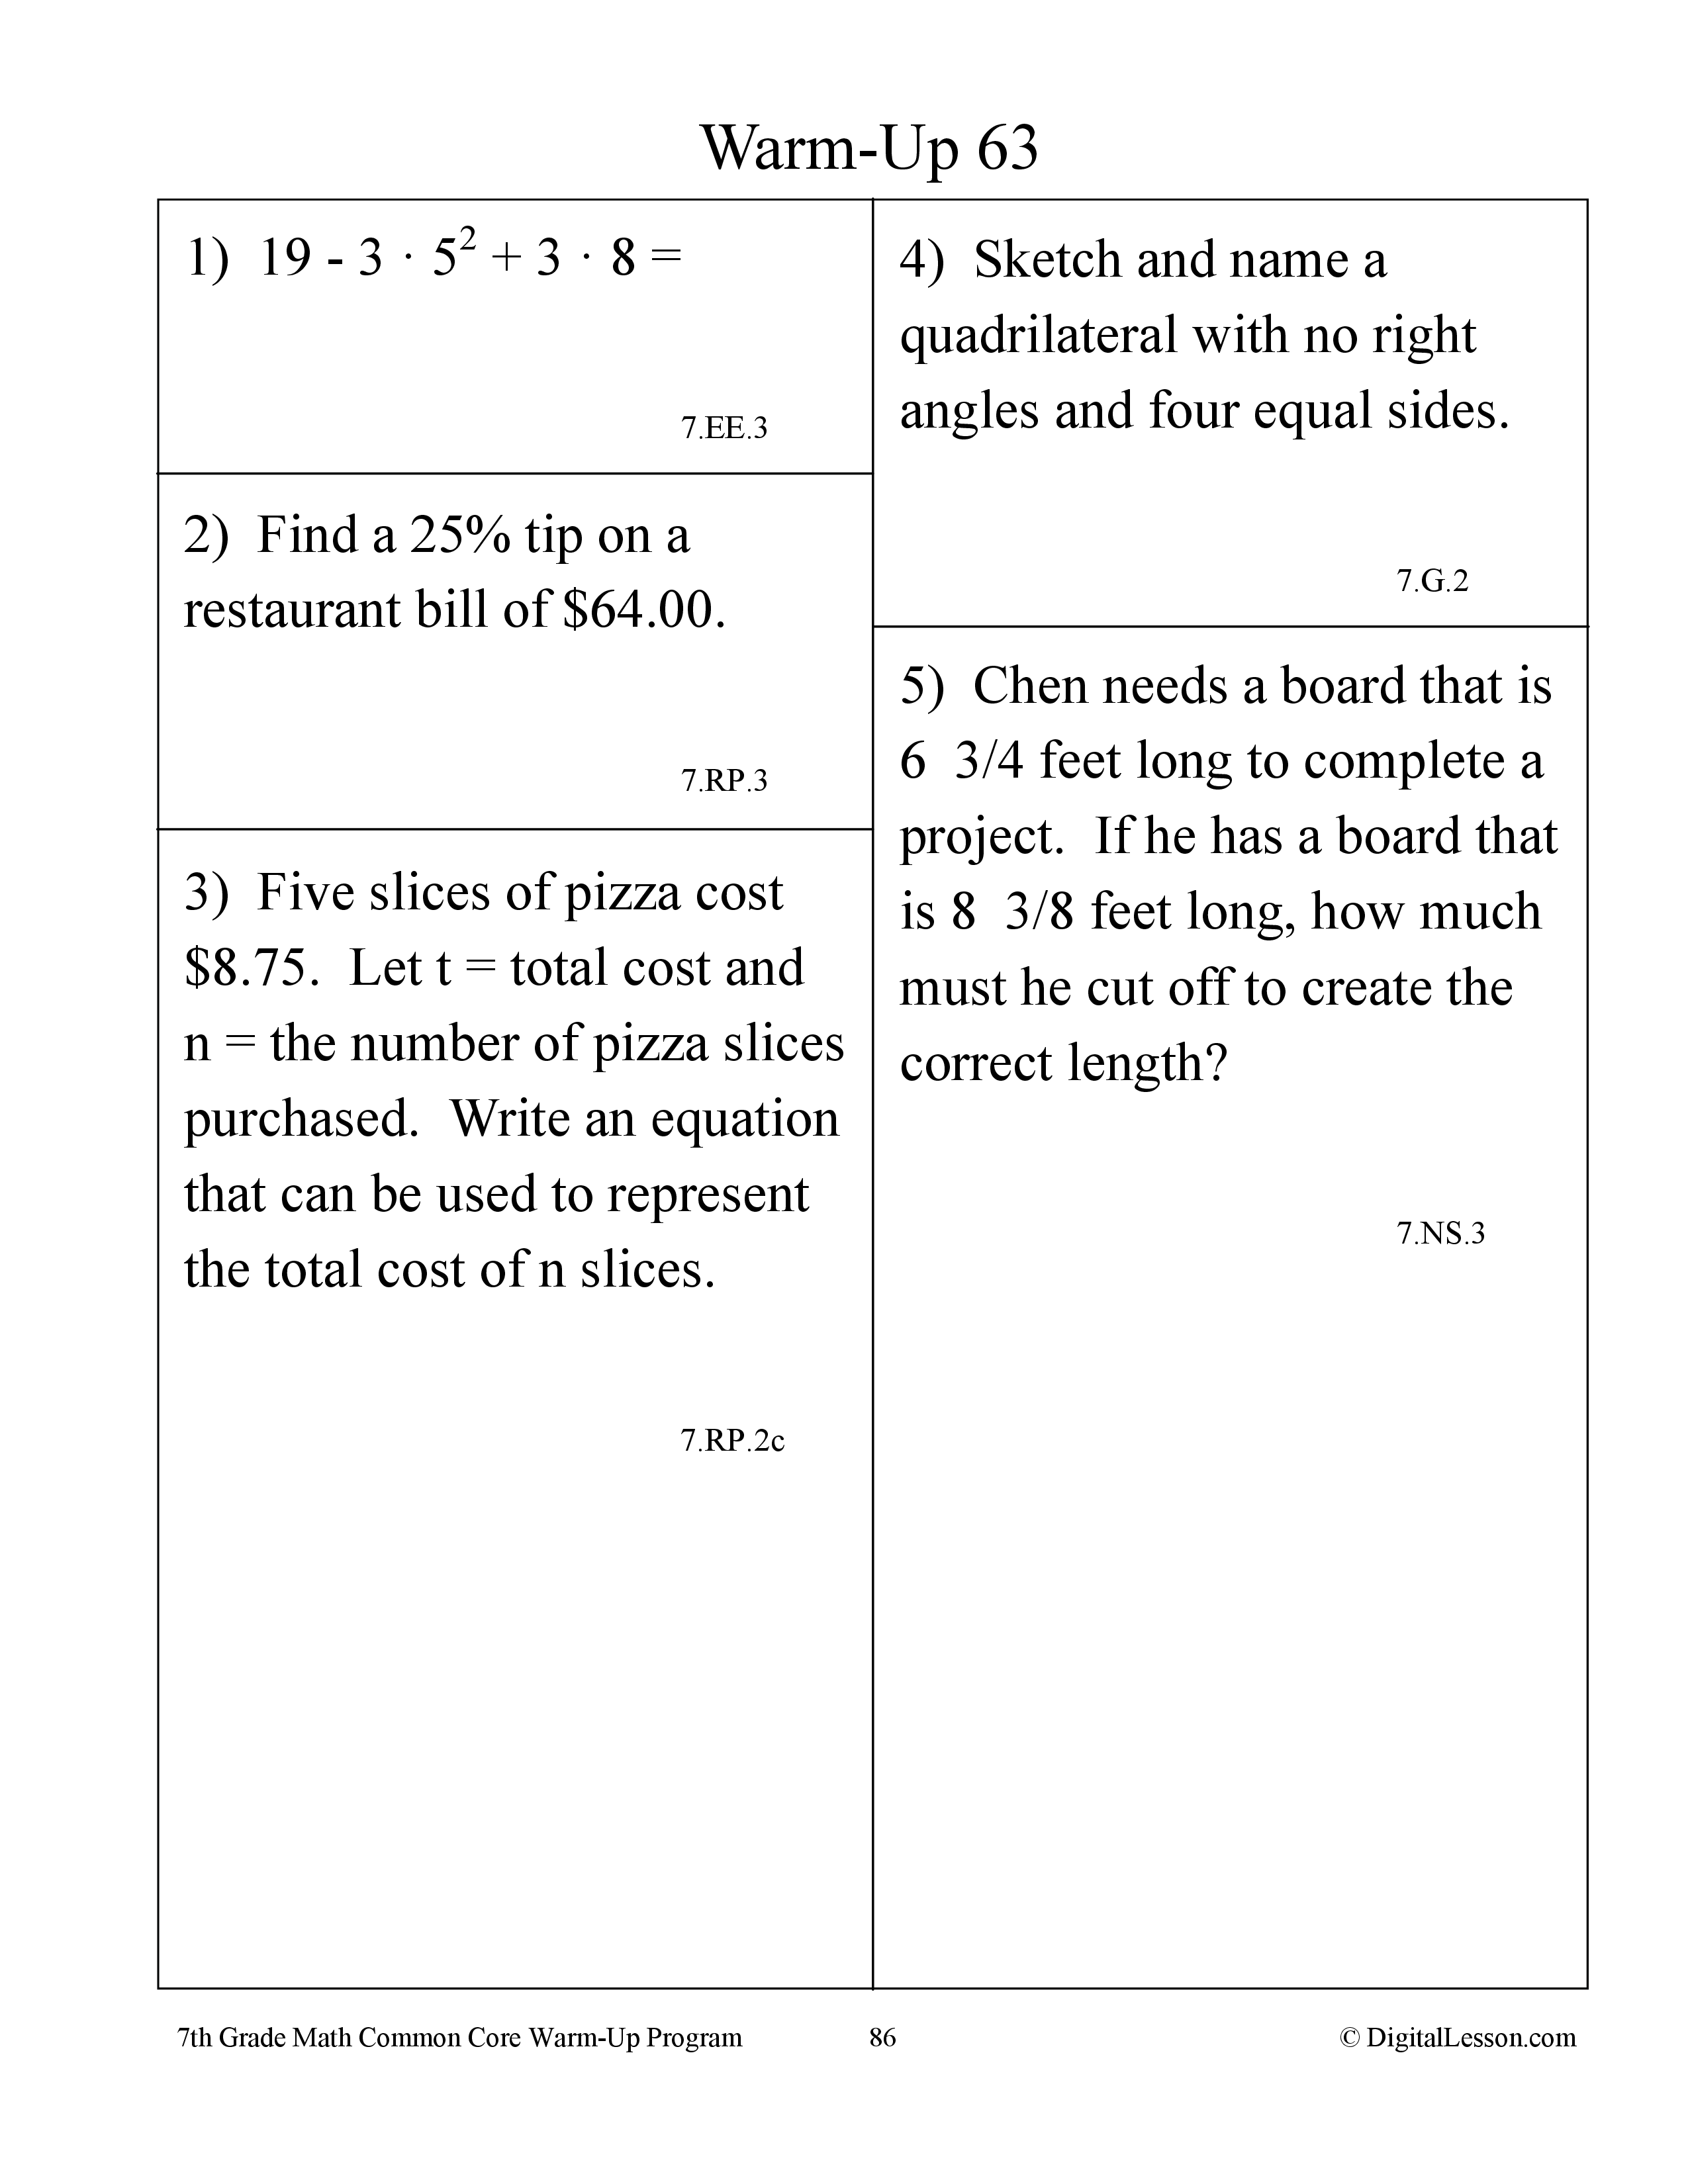 Warm-Up 63
1)  19 - 3 · 5² + 3 · 8 =
7.EE.3
2)  Find a 25% tip on a
restaurant bill of $64.00.
7.RP.3
3)  Five slices of pizza cost
$8.75.  Let t = total cost and
n = the number of pizza slices
purchased.  Write an equation
that can be used to represent
the total cost of n slices.
7.RP.2c
4)  Sketch and name a
quadrilateral with no right
angles and four equal sides.
7.G.2
5)  Chen needs a board that is
6  3/4 feet long to complete a
project.  If he has a board that
is 8  3/8 feet long, how much
must he cut off to create the
correct length?
7.NS.3
7th Grade Math Common Core Warm-Up Program
86
© DigitalLesson.com